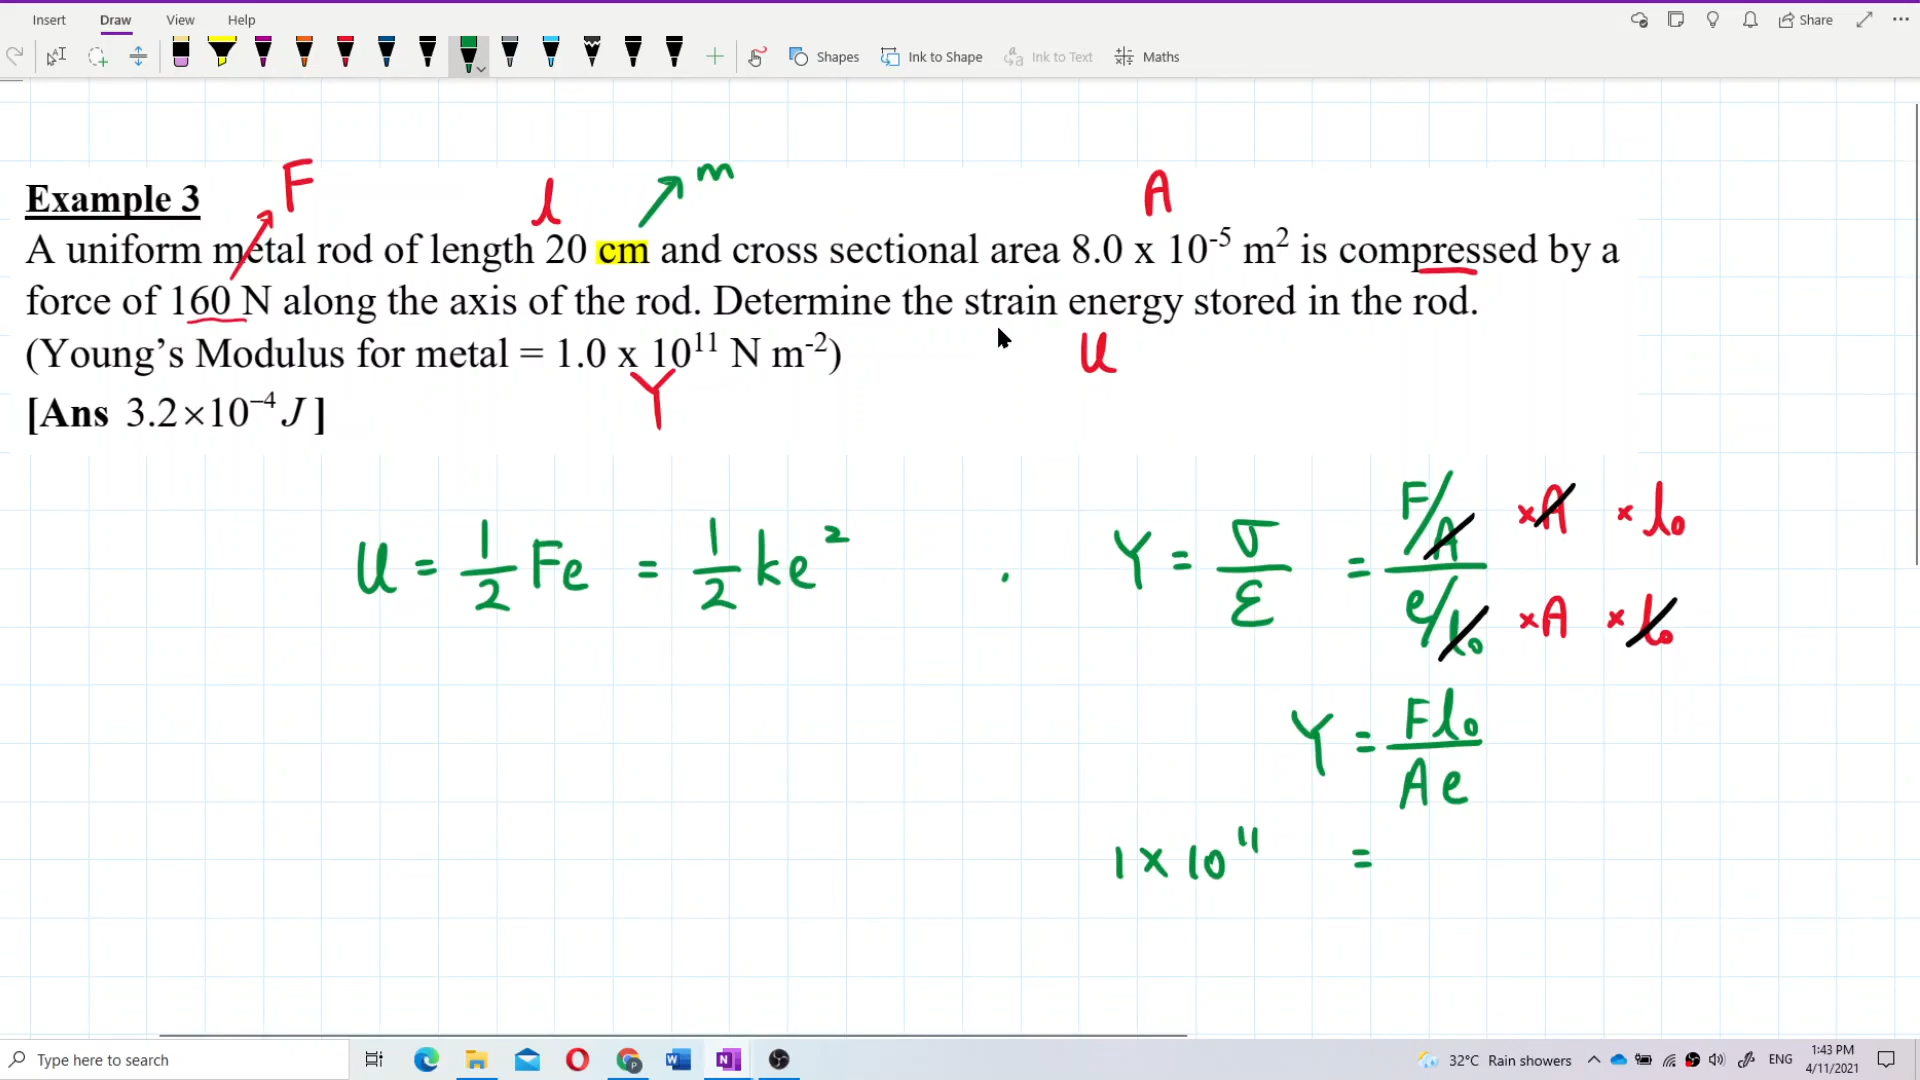 Insert Draw View Help Share
Shapes Ink to Shape Ink to Text Maths
F l m A
Example 3
A uniform metal rod of length 20 cm and cross sectional area 8.0 x 10⁻⁵ m² is compressed by a
force of 160 N along the axis of the rod. Determine the strain energy stored in the rod.
(Young’s Modulus for metal = 1.0 x 10¹¹ N m⁻²)
U
Y
[Ans 3.2×10⁻⁴ J ]
U = 1/2 Fe = 1/2 ke² . Y = σ/ε = (F/A)/(e/l₀) ×A ×l₀
×A ×l₀
Y = Fl₀/Ae
1 × 10¹¹ =
Type here to search 32°C Rain showers ENG 1:43 PM
4/11/2021